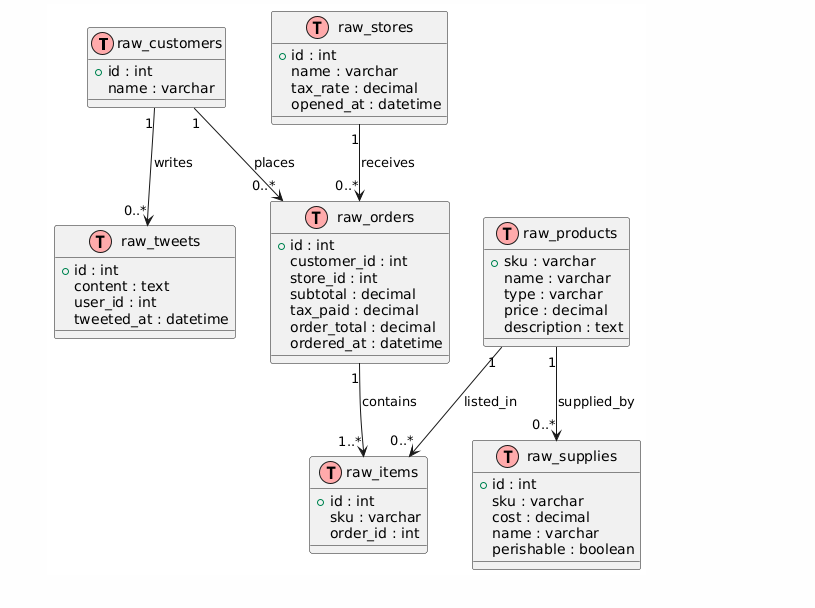 T raw_customers
id : int
name : varchar
T raw_stores
id : int
name : varchar
tax_rate : decimal
opened_at : datetime
1
writes
0..*
1
places
0..*
1
receives
0..*
T raw_tweets
id : int
content : text
user_id : int
tweeted_at : datetime
T raw_orders
id : int
customer_id : int
store_id : int
subtotal : decimal
tax_paid : decimal
order_total : decimal
ordered_at : datetime
T raw_products
sku : varchar
name : varchar
type : varchar
price : decimal
description : text
1
contains
1..*
1
listed_in
0..*
1
supplied_by
0..*
T raw_items
id : int
sku : varchar
order_id : int
T raw_supplies
id : int
sku : varchar
cost : decimal
name : varchar
perishable : boolean